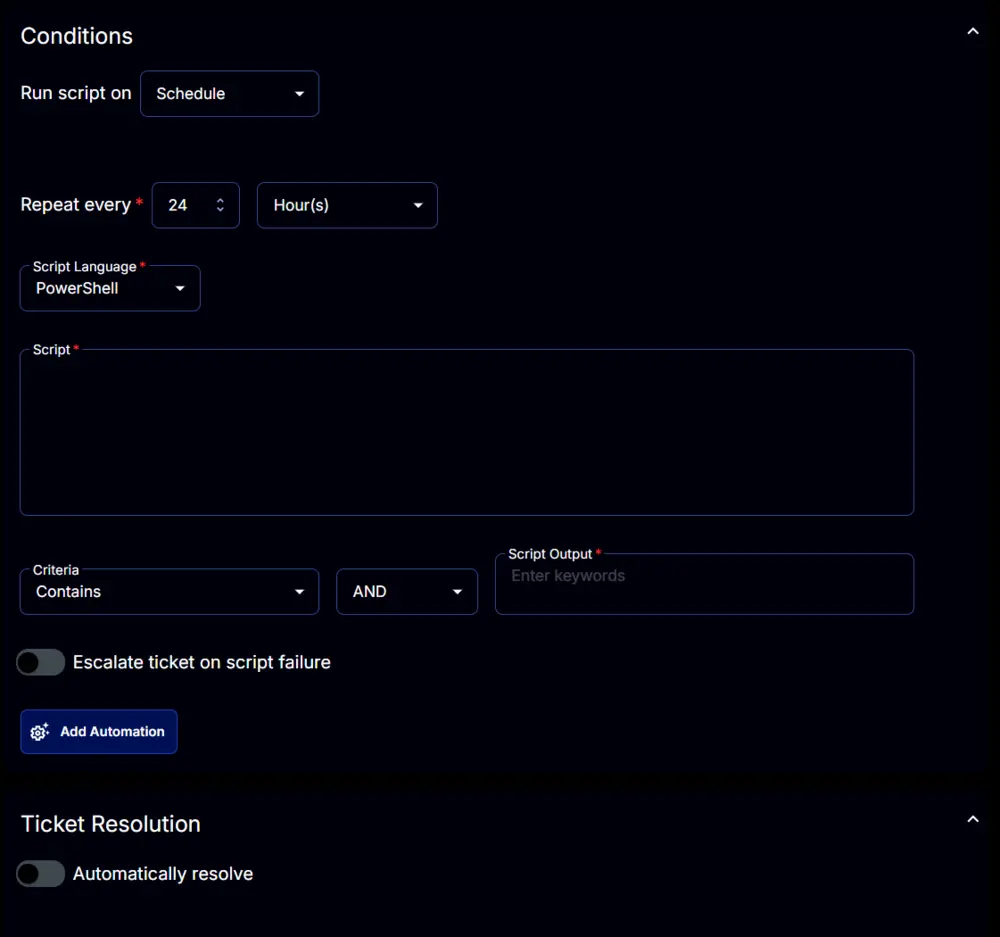 Conditions
Run script on Schedule
Repeat every * 24 Hour(s)
Script Language *
PowerShell
Script *
Criteria
Contains
AND
Script Output *
Enter keywords
Escalate ticket on script failure
Add Automation
Ticket Resolution
Automatically resolve